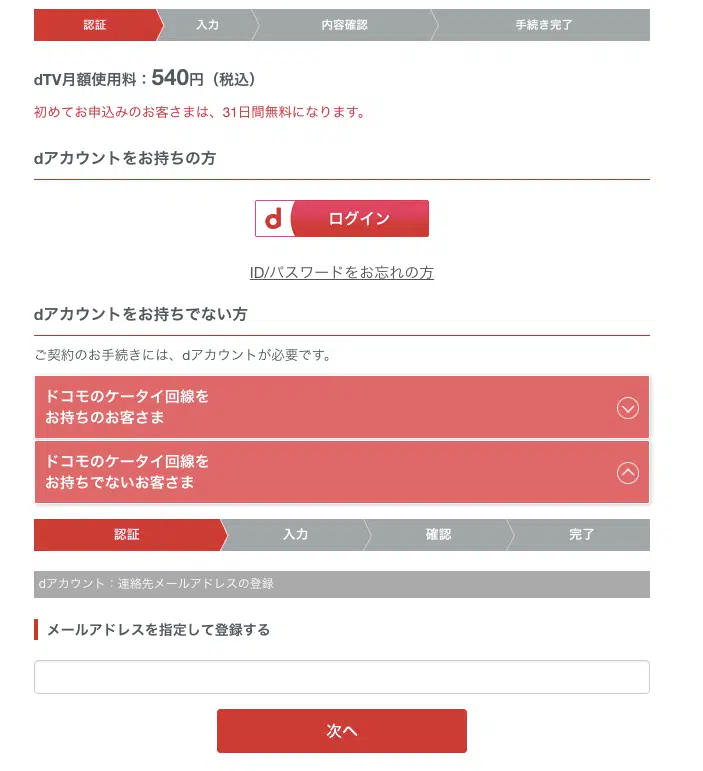 認証 入力 内容確認 手続き完了
dTV月額使用料：540円（税込）
初めてお申込みのお客さまは、31日間無料になります。
dアカウントをお持ちの方
d ログイン
ID/パスワードをお忘れの方
dアカウントをお持ちでない方
ご契約のお手続きには、dアカウントが必要です。
ドコモのケータイ回線を
お持ちのお客さま
ドコモのケータイ回線を
お持ちでないお客さま
認証 入力 確認 完了
dアカウント：連絡先メールアドレスの登録
メールアドレスを指定して登録する
次へ